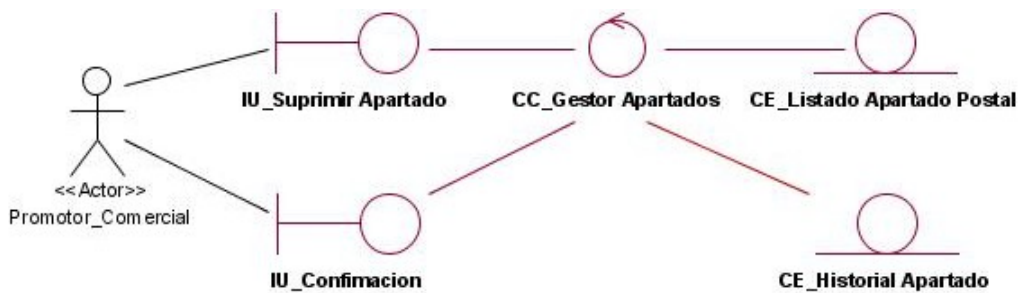 IU_Suprimir Apartado
CC_Gestor Apartados
CE_Listado Apartado Postal
<<Actor>>
Promotor_Comercial
IU_Confimacion
CE_Historial Apartado